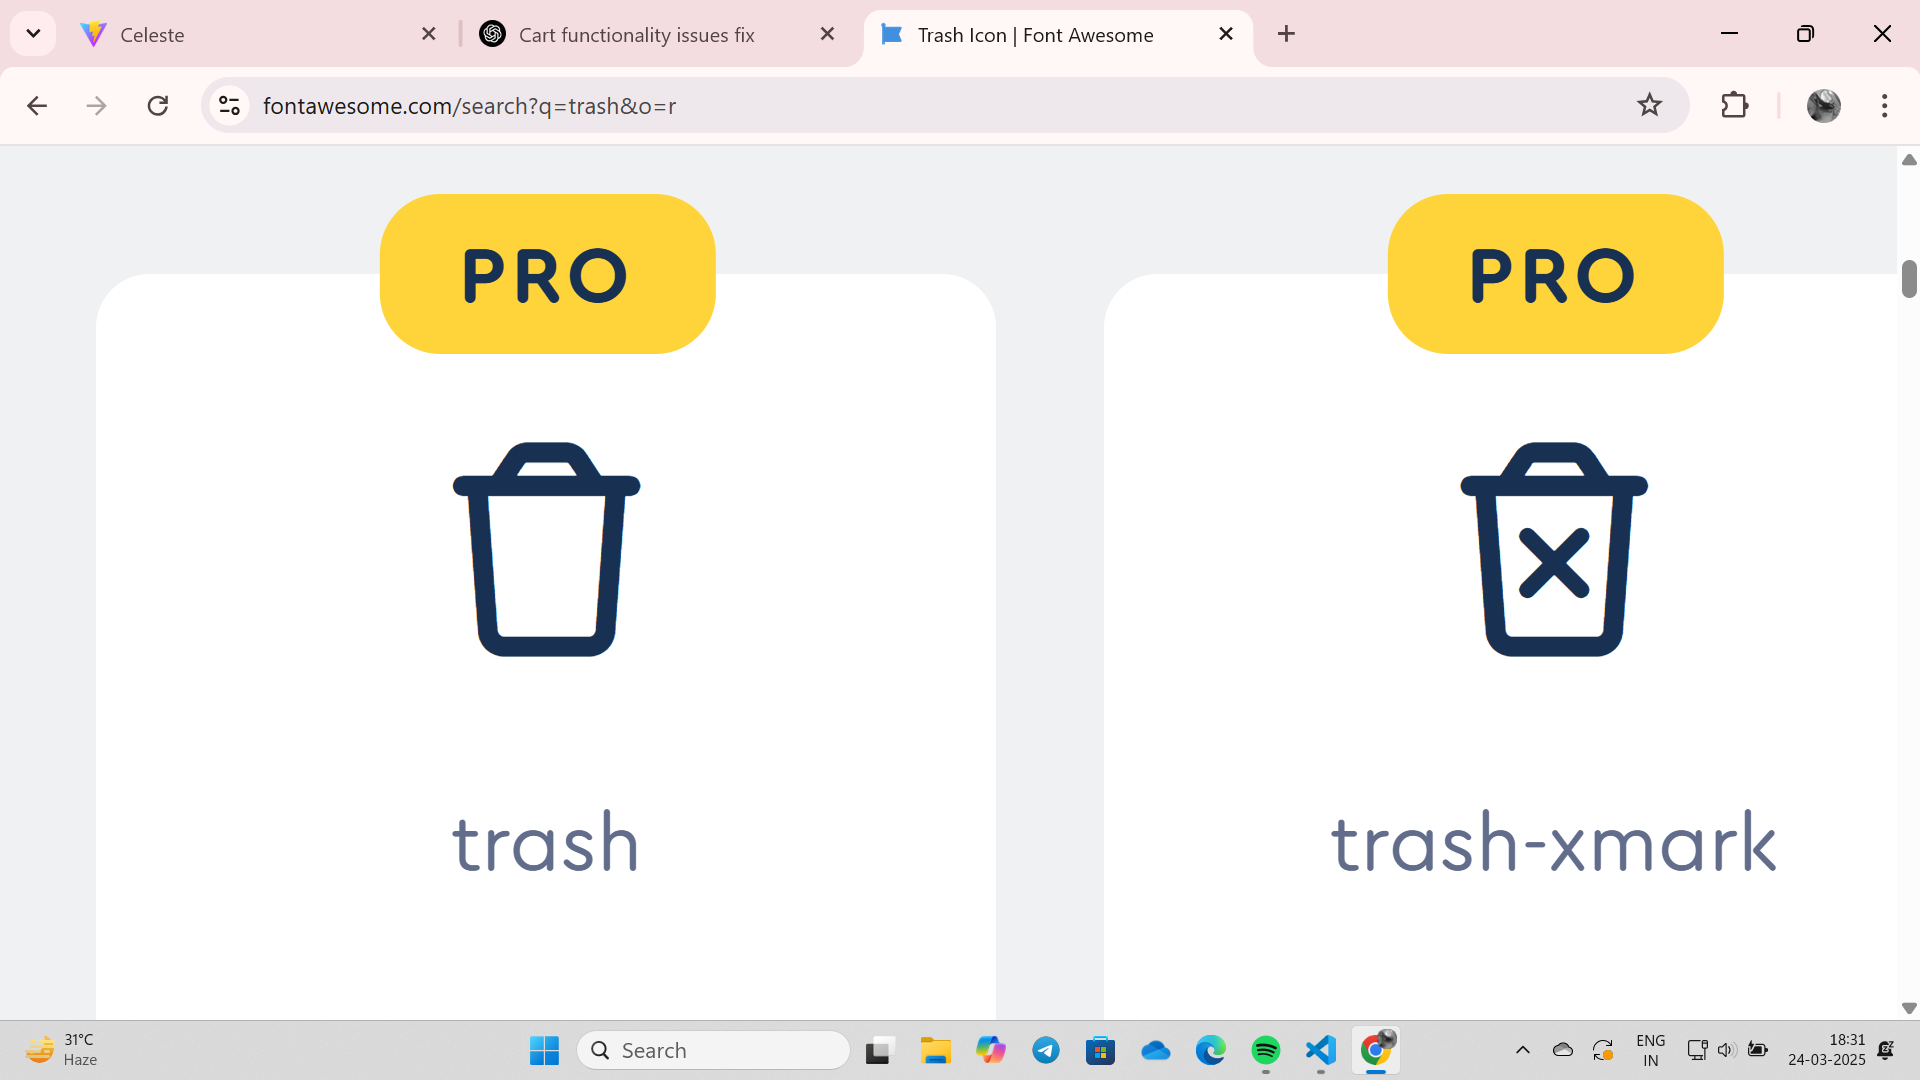 Celeste
Cart functionality issues fix
Trash Icon | Font Awesome
fontawesome.com/search?q=trash&o=r
PRO
PRO
trash
trash-xmark
31°C
Haze
Search
ENG
IN
18:31
24-03-2025